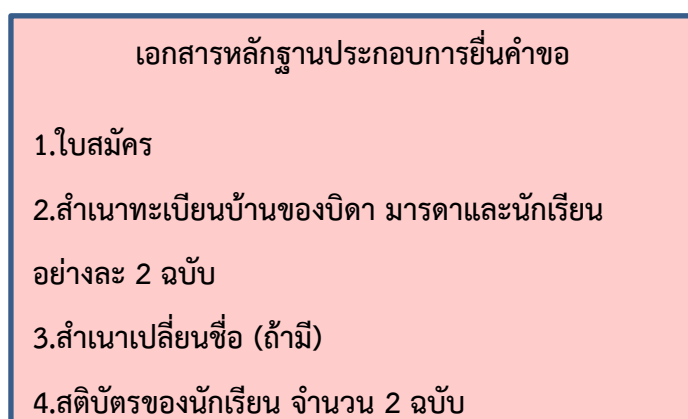 เอกสารหลักฐานประกอบการยื่นคำขอ
1.ใบสมัคร
2.สำเนาทะเบียนบ้านของบิดา มารดาและนักเรียน
อย่างละ 2 ฉบับ
3.สำเนาเปลี่ยนชื่อ (ถ้ามี)
4.สติบัตรของนักเรียน จำนวน 2 ฉบับ